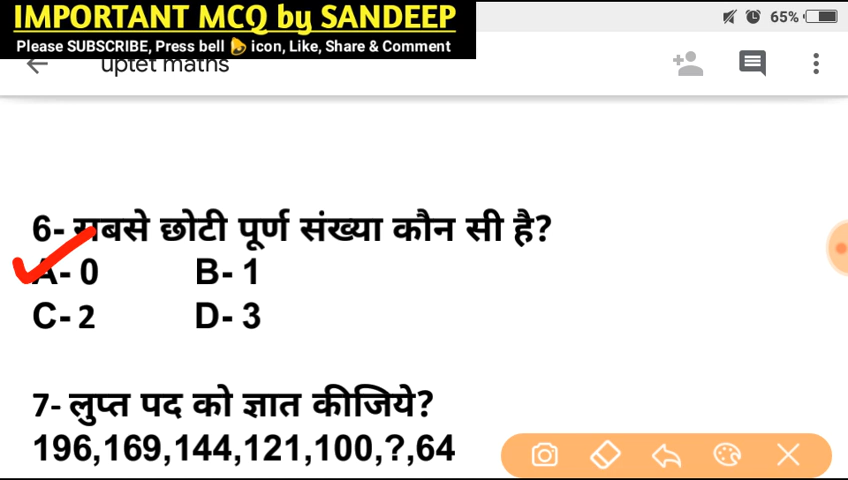 IMPORTANT MCQ by SANDEEP
Please SUBSCRIBE, Press bell icon, Like, Share & Comment
65%
uptet maths
6- सबसे छोटी पूर्ण संख्या कौन सी है?
A- 0 B- 1
C- 2 D- 3
7- लुप्त पद को ज्ञात कीजिये?
196,169,144,121,100,?,64